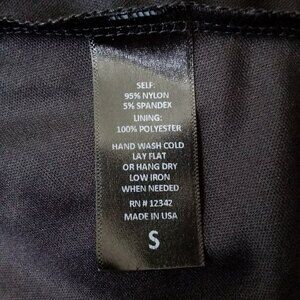 SELF:
95% NYLON
5% SPANDEX
LINING:
100% POLYESTER
HAND WASH COLD
LAY FLAT
OR HANG DRY
LOW IRON
WHEN NEEDED
RN # 12342
MADE IN USA
S